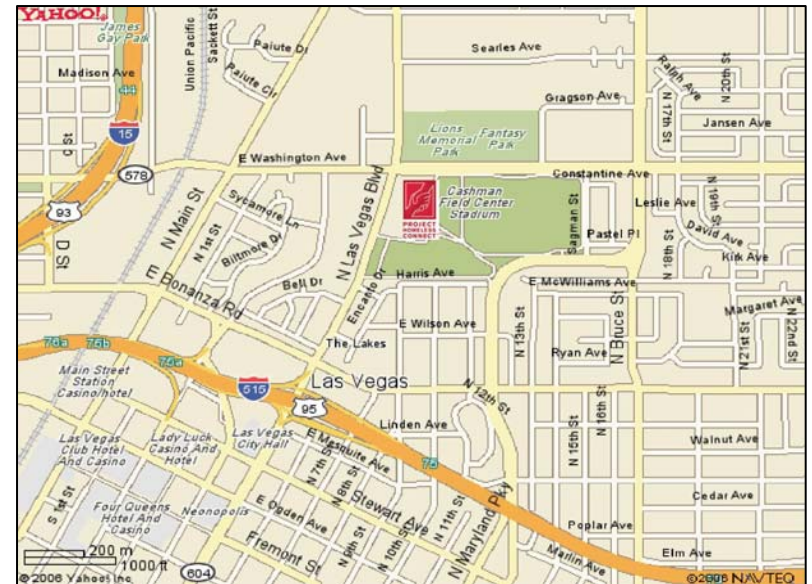 YAHOO!
James
Gay Park
Madison Ave
44
15
D St
578
93
D St
Union Pacific
Sackett St
Paiute Dr
Paiute Cir
Searles Ave
Gragson Ave
Ralph Ave
N 20th St
N 17th St
Jansen Ave
Lions
Memorial
Park
Fantasy
Park
E Washington Ave
Constantine Ave
N Main St
N 1st St
Sycamore Ln
Biltmore Dr
Bell Dr
N Las Vegas Blvd
PROJECT
HOMELESS
CONNECT
Cashman
Field Center
Stadium
Sagman St
Leslie Ave
N 19th St
Pastel Pl
David Ave
Kirk Ave
N 18th St
Harris Ave
Encanto Dr
E McWilliams Ave
E Bonanza Rd
Margaret Ave
N 21st St
N 22nd St
E Wilson Ave
N 13th St
N Bruce St
Ryan Ave
The Lakes
76a
76b
75a
515
95
Las Vegas
Main Street
Station
Casino/hotel
N 12th St
Linden Ave
N 15th St
N 16th St
Walnut Ave
Las Vegas
Club Hotel
And Casino
Lady Luck
Casino And
Hotel
Las Vegas
City Hall
E Mesquite Ave
75
N 7th St
N 8th St
Stewart Ave
Cedar Ave
S 1st St
Four Queens
Hotel And
Casino
Neonopolis
E Ogden Ave
Fremont St
N 9th St
N 10th St
N 11th St
N Maryland Pky
Poplar Ave
Marlin Ave
Elm Ave
200 m
1000 ft
604
© 2006 Yahoo! Inc
©2006 NAVTEQ